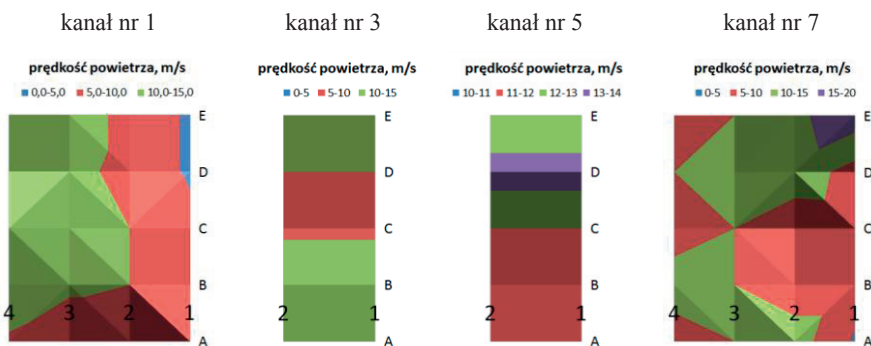 kanał nr 1 kanał nr 3 kanał nr 5 kanał nr 7
prędkość powietrza, m/s prędkość powietrza, m/s prędkość powietrza, m/s prędkość powietrza, m/s
0,0-5,0 5,0-10,0 10,0-15,0 0-5 5-10 10-15 10-11 11-12 12-13 13-14 0-5 5-10 10-15 15-20
E E E E
D D D D
C C C C
B B B B
4 3 2 1 2 1 2 1 4 3 2 1
A A A A